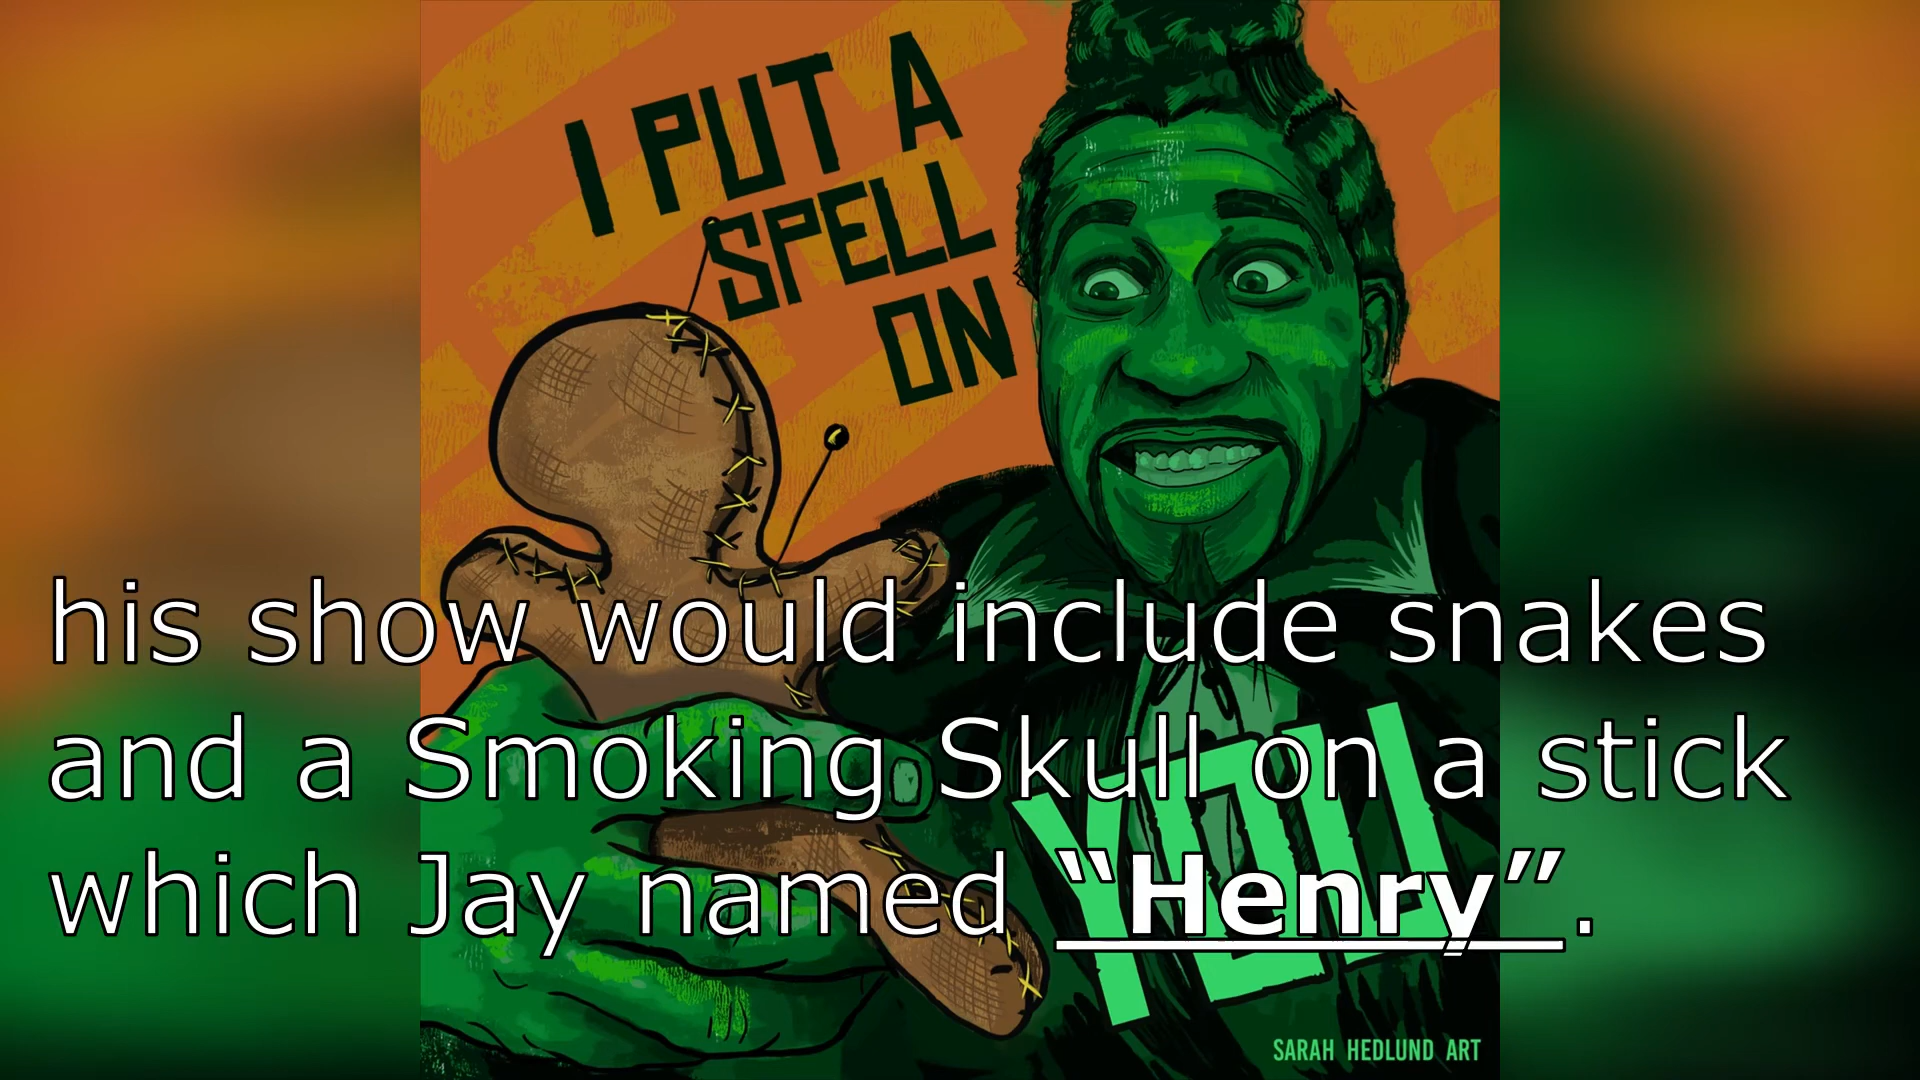 I PUT A
SPELL
ON
YOU
his show would include snakes
and a Smoking Skull on a stick
which Jay named “Henry”.
SARAH HEDLUND ART